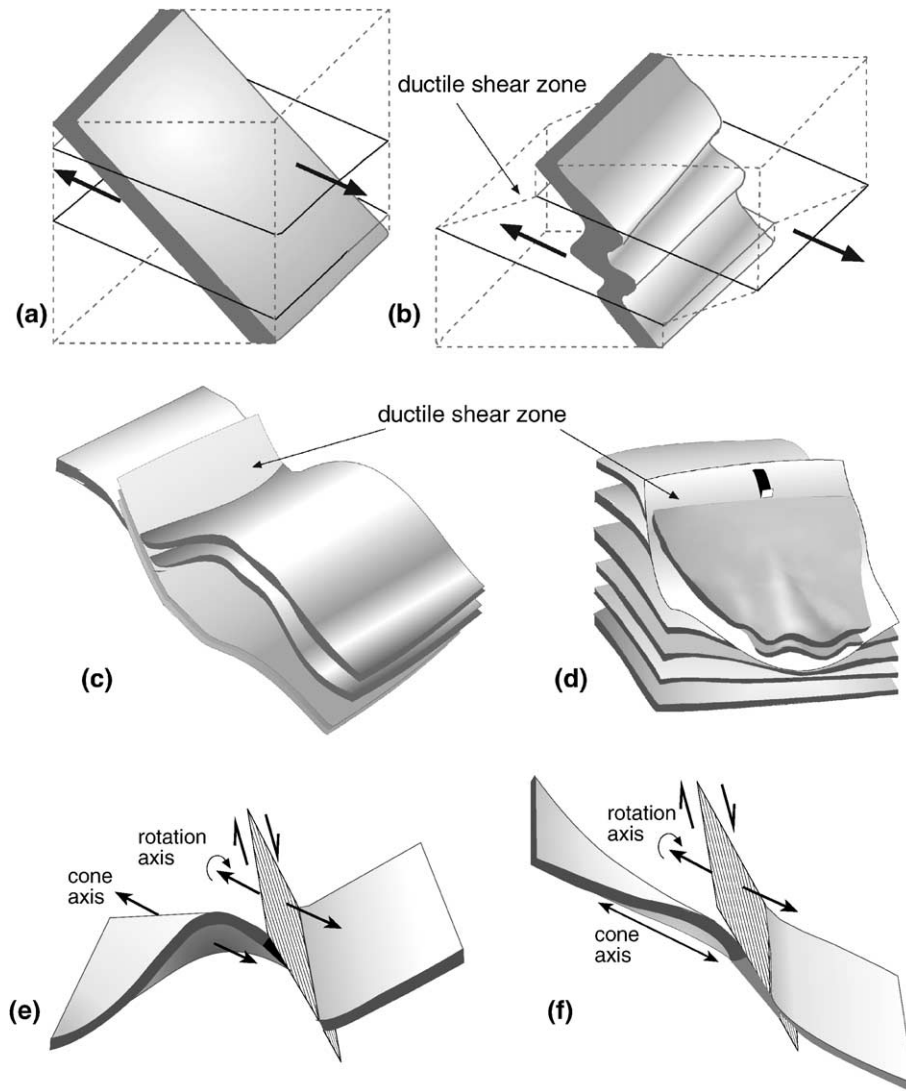 ductile shear zone
(a)
(b)
ductile shear zone
(c)
(d)
rotation
axis
cone
axis
(e)
rotation
axis
cone
axis
(f)